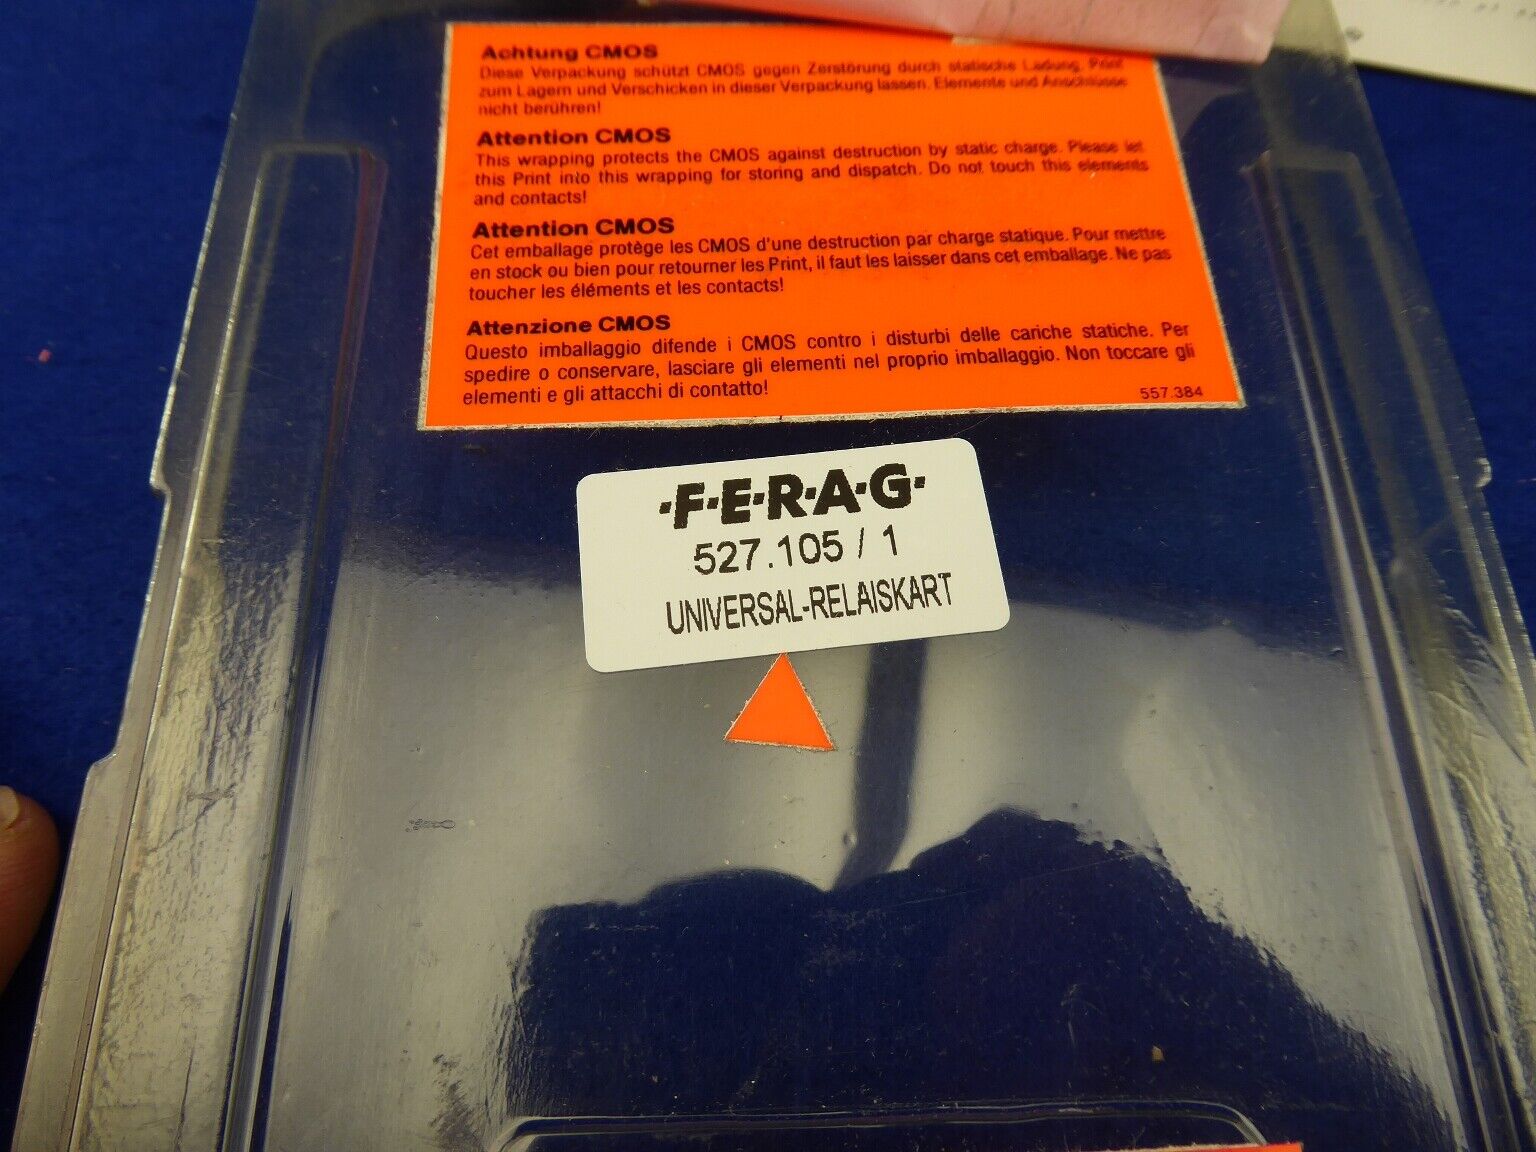 Achtung CMOS
Diese Verpackung schützt CMOS gegen Zerstörung durch statische Ladung. Print
zum Lagern und Verschicken in dieser Verpackung lassen. Elemente und Anschlüsse
nicht berühren!
Attention CMOS
This wrapping protects the CMOS against destruction by static charge. Please let
this Print into this wrapping for storing and dispatch. Do not touch this elements
and contacts!
Attention CMOS
Cet emballage protège les CMOS d'une destruction par charge statique. Pour mettre
en stock ou bien pour retourner les Print, il faut les laisser dans cet emballage. Ne pas
toucher les éléments et les contacts!
Attenzione CMOS
Questo imballaggio difende i CMOS contro i disturbi delle cariche statiche. Per
spedire o conservare, lasciare gli elementi nel proprio imballaggio. Non toccare gli
elementi e gli attacchi di contatto!
557.384
·F·E·R·A·G·
527.105 / 1
UNIVERSAL-RELAISKART